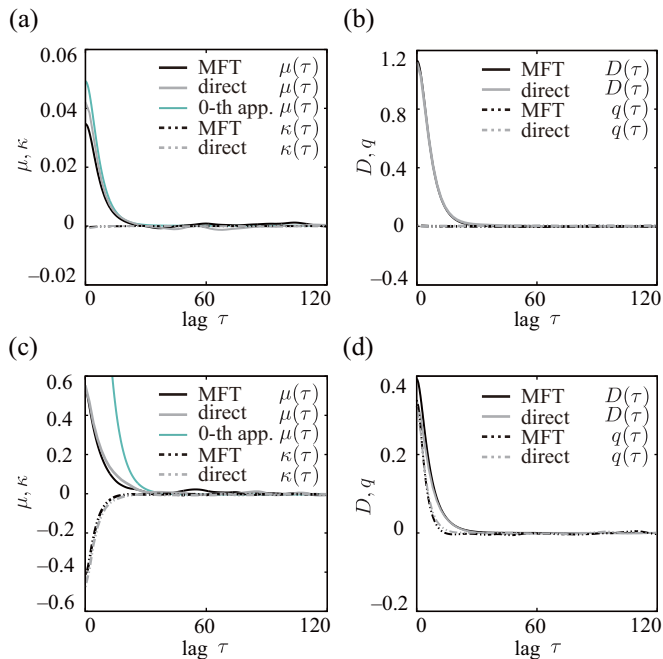 (a)
0.06
0.04
0.02
0
–0.02
μ, κ
MFT μ(τ)
direct μ(τ)
0-th app. μ(τ)
MFT κ(τ)
direct κ(τ)
0 60 120
lag τ
(b)
1.2
0.8
0.4
0
–0.4
D, q
MFT D(τ)
direct D(τ)
MFT q(τ)
direct q(τ)
0 60 120
lag τ
(c)
0.6
0.4
0.2
0
–0.2
–0.4
–0.6
μ, κ
MFT μ(τ)
direct μ(τ)
0-th app. μ(τ)
MFT κ(τ)
direct κ(τ)
0 60 120
lag τ
(d)
0.4
0.2
0
–0.2
D, q
MFT D(τ)
direct D(τ)
MFT q(τ)
direct q(τ)
0 60 120
lag τ